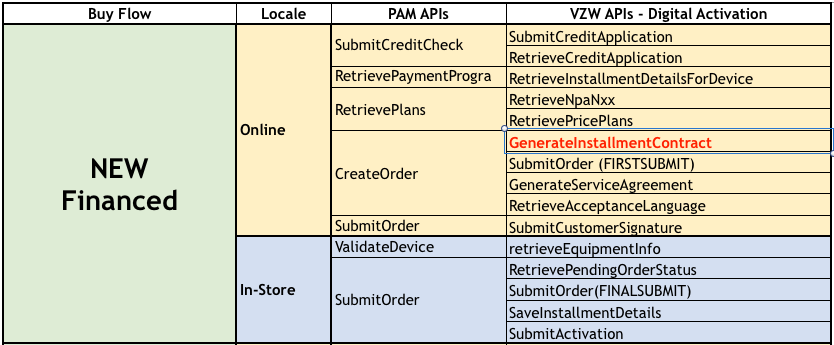 Buy Flow Locale PAM APIs VZW APIs - Digital Activation
NEW
Financed
Online
SubmitCreditCheck
SubmitCreditApplication
RetrieveCreditApplication
RetrievePaymentProgra
RetrieveInstallmentDetailsForDevice
RetrievePlans
RetrieveNpaNxx
RetrievePricePlans
CreateOrder
GenerateInstallmentContract
SubmitOrder (FIRSTSUBMIT)
GenerateServiceAgreement
RetrieveAcceptanceLanguage
SubmitOrder
SubmitCustomerSignature
In-Store
ValidateDevice
retrieveEquipmentInfo
SubmitOrder
RetrievePendingOrderStatus
SubmitOrder(FINALSUBMIT)
SaveInstallmentDetails
SubmitActivation